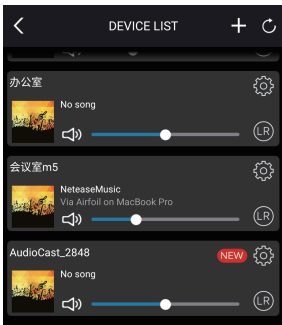 DEVICE LIST
办公室
No song
LR
会议室m5
NeteaseMusic
Via Airfoil on MacBook Pro
LR
AudioCast_2848
NEW
No song
LR